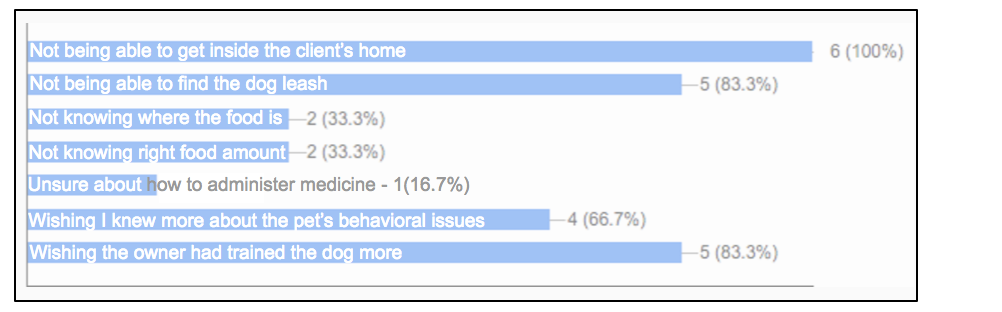 Not being able to get inside the client's home 6 (100%)
Not being able to find the dog leash 5 (83.3%)
Not knowing where the food is 2 (33.3%)
Not knowing right food amount 2 (33.3%)
Unsure about how to administer medicine - 1(16.7%)
Wishing I knew more about the pet's behavioral issues 4 (66.7%)
Wishing the owner had trained the dog more 5 (83.3%)